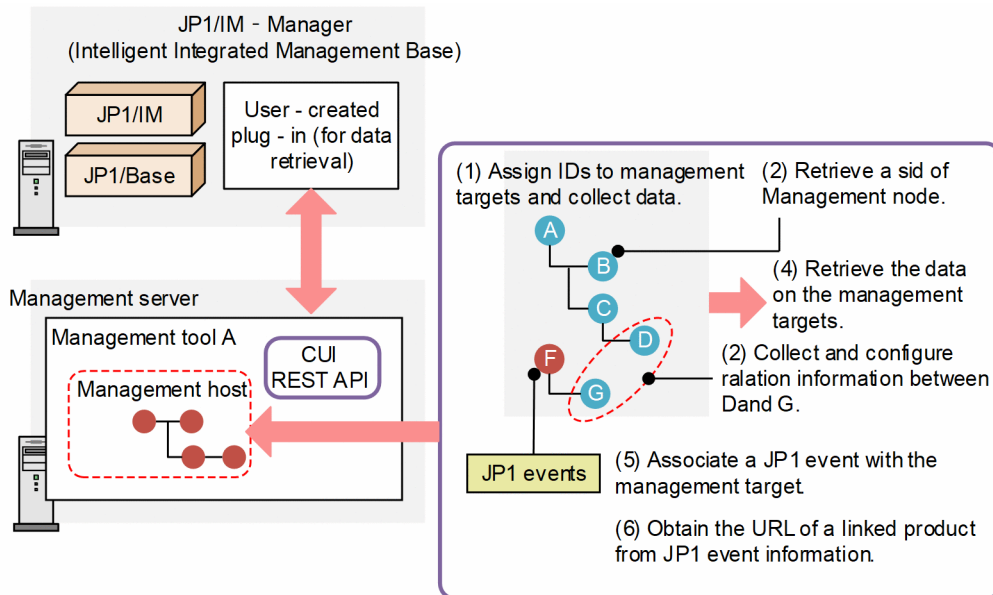 JP1/IM - Manager
(Intelligent Integrated Management Base)
JP1/IM
JP1/Base
User - created
plug - in (for data
retrieval)
Management server
Management tool A
CUI
REST API
Management host
(1) Assign IDs to management
targets and collect data.
(2) Retrieve a sid of
Management node.
A
B
C
D
F
G
(4) Retrieve the data
on the management
targets.
(2) Collect and configure
ralation information between
Dand G.
JP1 events
(5) Associate a JP1 event with the
management target.
(6) Obtain the URL of a linked product
from JP1 event information.